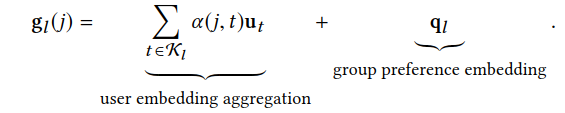 g_l(j) = ∑_{t∈𝒦_l} α(j, t)u_t + q_l .
user embedding aggregation
group preference embedding